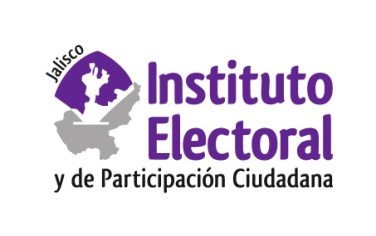 Jalisco
Instituto
Electoral
y de Participación Ciudadana